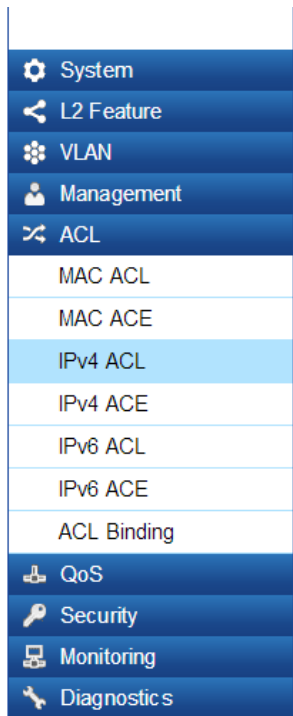 System
L2 Feature
VLAN
Management
ACL
MAC ACL
MAC ACE
IPv4 ACL
IPv4 ACE
IPv6 ACL
IPv6 ACE
ACL Binding
QoS
Security
Monitoring
Diagnostics